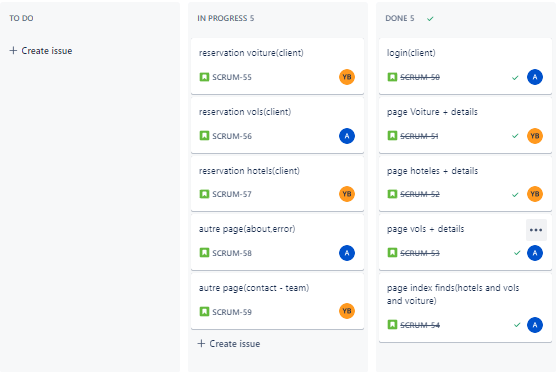 TO DO
+ Create issue
IN PROGRESS 5
reservation voiture(client)
SCRUM-55
YB
reservation vols(client)
SCRUM-56
A
reservation hotels(client)
SCRUM-57
YB
autre page(about,error)
SCRUM-58
A
autre page(contact - team)
SCRUM-59
YB
+ Create issue
DONE 5
login(client)
SCRUM-50
A
page Voiture + details
SCRUM-51
YB
page hoteles + details
SCRUM-52
YB
page vols + details
SCRUM-53
A
page index finds(hotels and vols
and voiture)
SCRUM-54
A